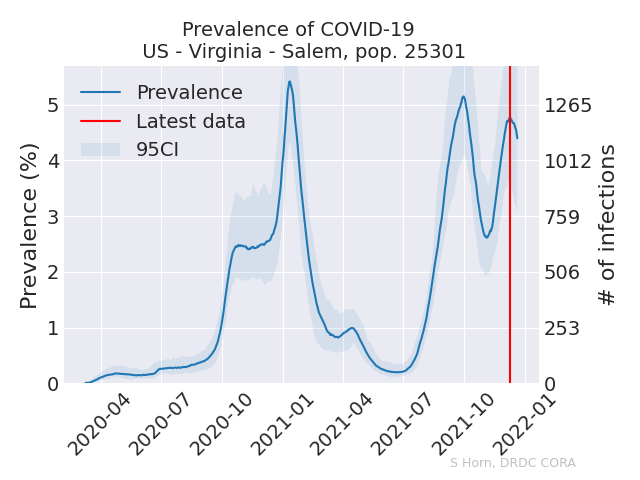 Prevalence of COVID-19
US - Virginia - Salem, pop. 25301
Prevalence
Latest data
95CI
Prevalence (%)
5
4
3
2
1
0
1265
1012
759
506
253
0
# of infections
2020-04
2020-07
2020-10
2021-01
2021-04
2021-07
2021-10
2022-01
S Horn, DRDC CORA